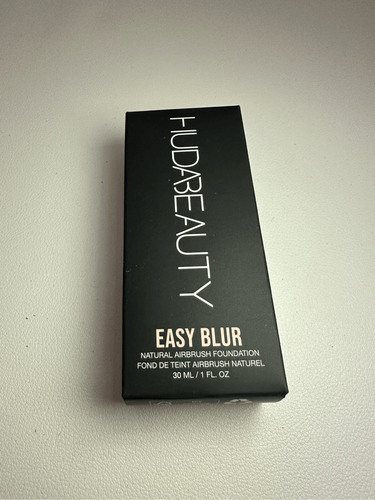 HUDABEAUTY
EASY BLUR
NATURAL AIRBRUSH FOUNDATION
FOND DE TEINT AIRBRUSH NATUREL
30 ML / 1 FL. OZ